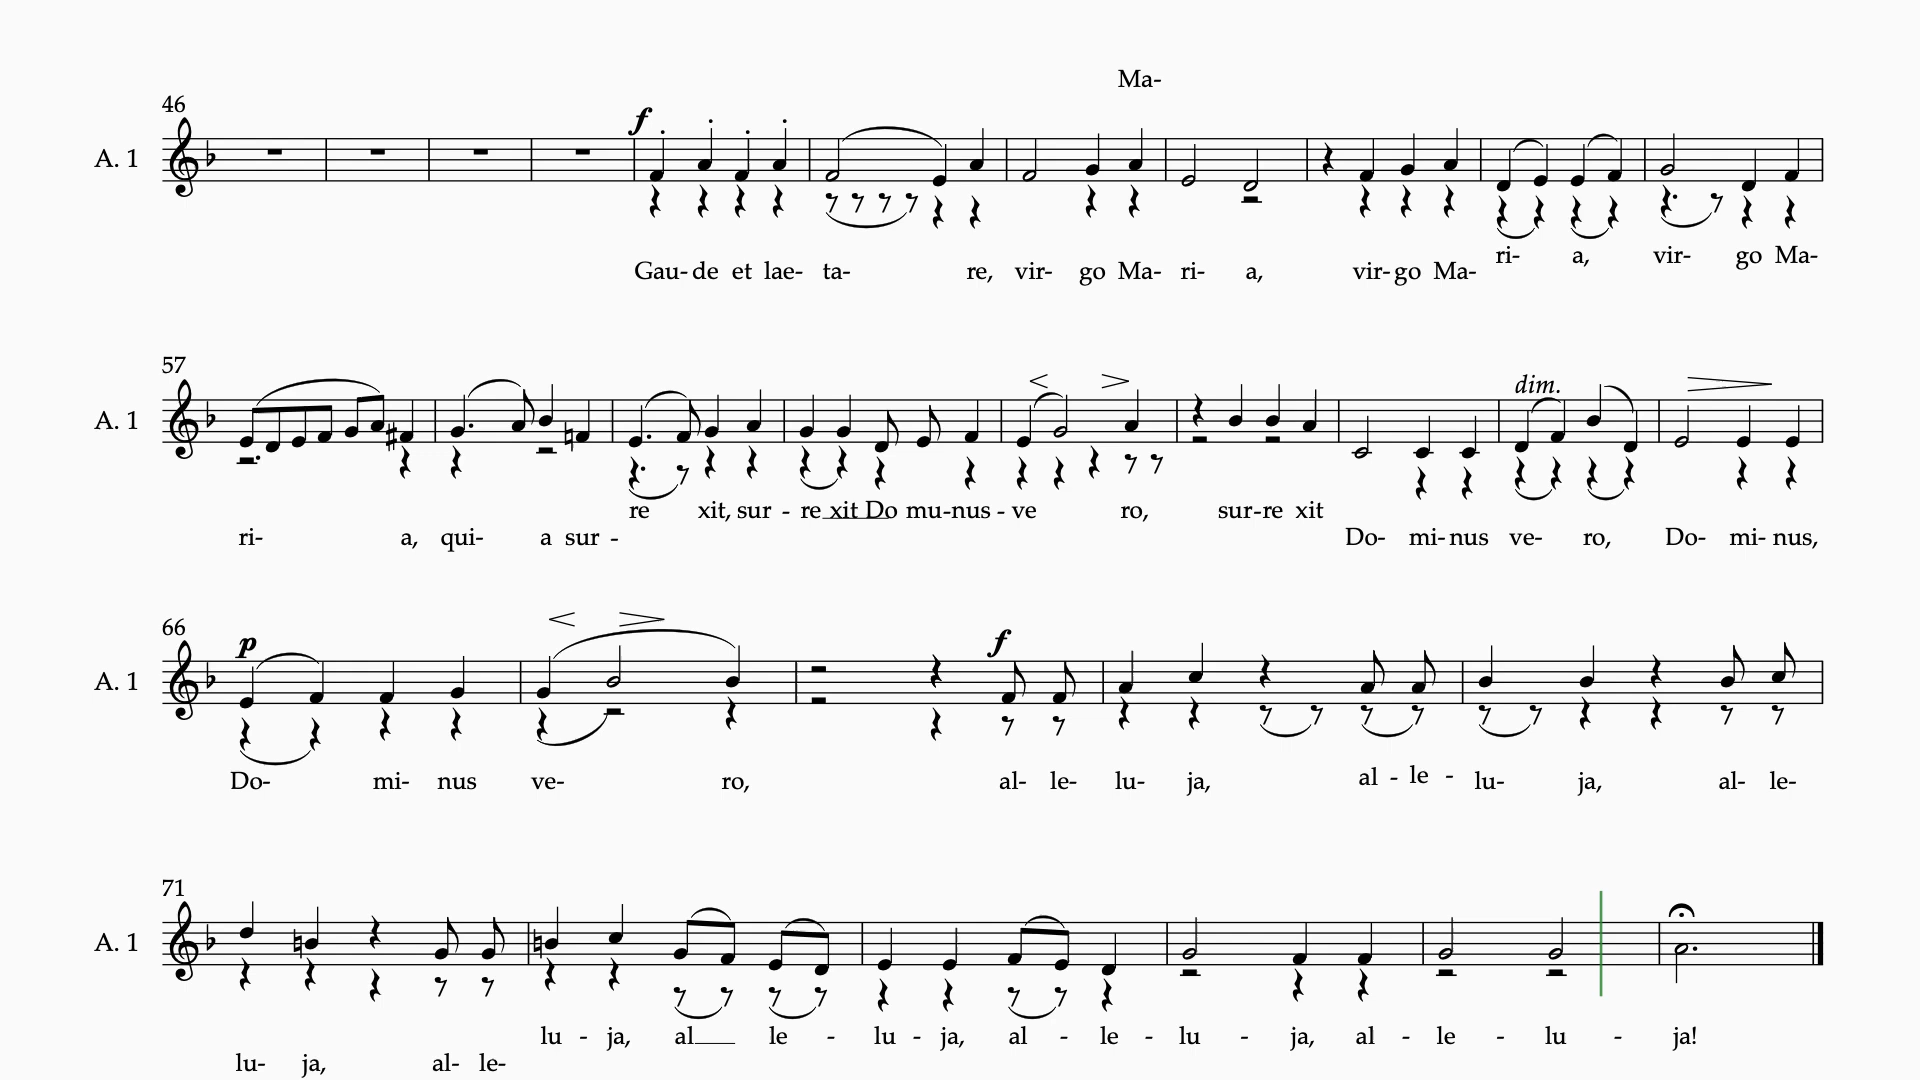 Ma-
46
f
A. 1
ri- a, vir- go Ma-
Gau- de et lae- ta- re, vir- go Ma- ri- a, vir- go Ma-
57
dim.
A. 1
re xit, sur - re xit Do mu-nus - ve ro, sur-re xit
ri- a, qui- a sur - Do- mi- nus ve- ro, Do- mi- nus,
66
p f
A. 1
Do- mi- nus ve- ro, al- le- lu- ja, al - le - lu- ja, al- le-
71
A. 1
lu - ja, al__ le - lu - ja, al - le - lu - ja, al - le - lu - ja!
lu- ja, al- le-